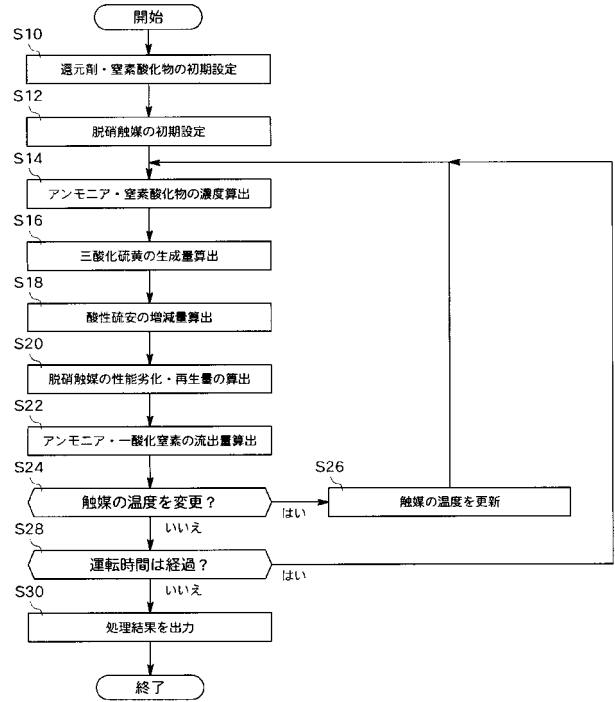 開始
S10
還元剤・窒素酸化物の初期設定
S12
脱硝触媒の初期設定
S14
アンモニア・窒素酸化物の濃度算出
S16
三酸化硫黄の生成量算出
S18
酸性硫安の増減量算出
S20
脱硝触媒の性能劣化・再生量の算出
S22
アンモニア・一酸化窒素の流出量算出
S24
触媒の温度を変更?
はい
S26
触媒の温度を更新
いいえ
S28
運転時間は経過?
はい
いいえ
S30
処理結果を出力
終了